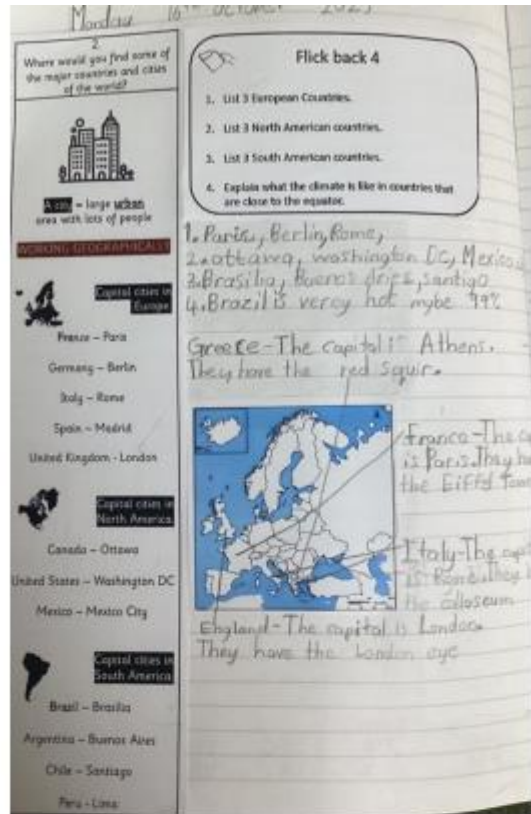 Monday 16th October 2023
2
Where would you find some of
the major countries and cities
of the world?
A city = large urban
area with lots of people
WORKING GEOGRAPHICALLY
Capital cities in
Europe
France – Paris
Germany – Berlin
Italy – Rome
Spain – Madrid
United Kingdom - London
Capital cities in
North America
Canada – Ottawa
United States – Washington DC
Mexico – Mexico City
Capital cities in
South America
Brazil – Brasilia
Argentina – Buenos Aires
Chile – Santiago
Peru - Lima
Flick back 4
1. List 3 European Countries.
2. List 3 North American countries.
3. List 3 South American countries.
4. Explain what the climate is like in countries that
are close to the equator.
1. Paris, Berlin, Rome,
2. ottawa, washington DC, Mexico
3. Brasilia, Buenos Aries, santigo
4. Brazil is vercy hot mybe 99%
Greece - The capital is Athens.
They have the red squir.
France - The ca
is Paris. They ha
the Eiffel Tow
Italy - The capit
is Rome. They
the colloseum
England - The capital is London.
They have the London eye